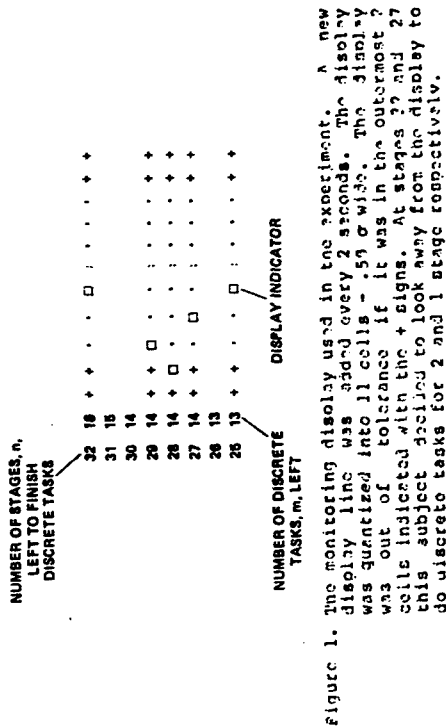 NUMBER OF STAGES, n,
LEFT TO FINISH
DISCRETE TASKS
32 16 + + · · · □ : · · + +
31 15
30 14
29 14 + + · □ · : · · · + +
28 14 + + □ · · : · · · + +
27 14 + □ · · : · · · + +
26 13
25 13 + + · · · □ · · · + +
NUMBER OF DISCRETE
TASKS, m, LEFT
DISPLAY INDICATOR
Figure 1. The monitoring display used in tne experiment. A new
display line was added every 2 seconds. The display
was quantized into 11 cells - .59 σ wide. The display
was out of tolerance if it was in the outermost ?
cells indicated with the + signs. At stages ?? and 27
this subject decided to look away from the display to
do discrete tasks for 2 and 1 stage respectively.